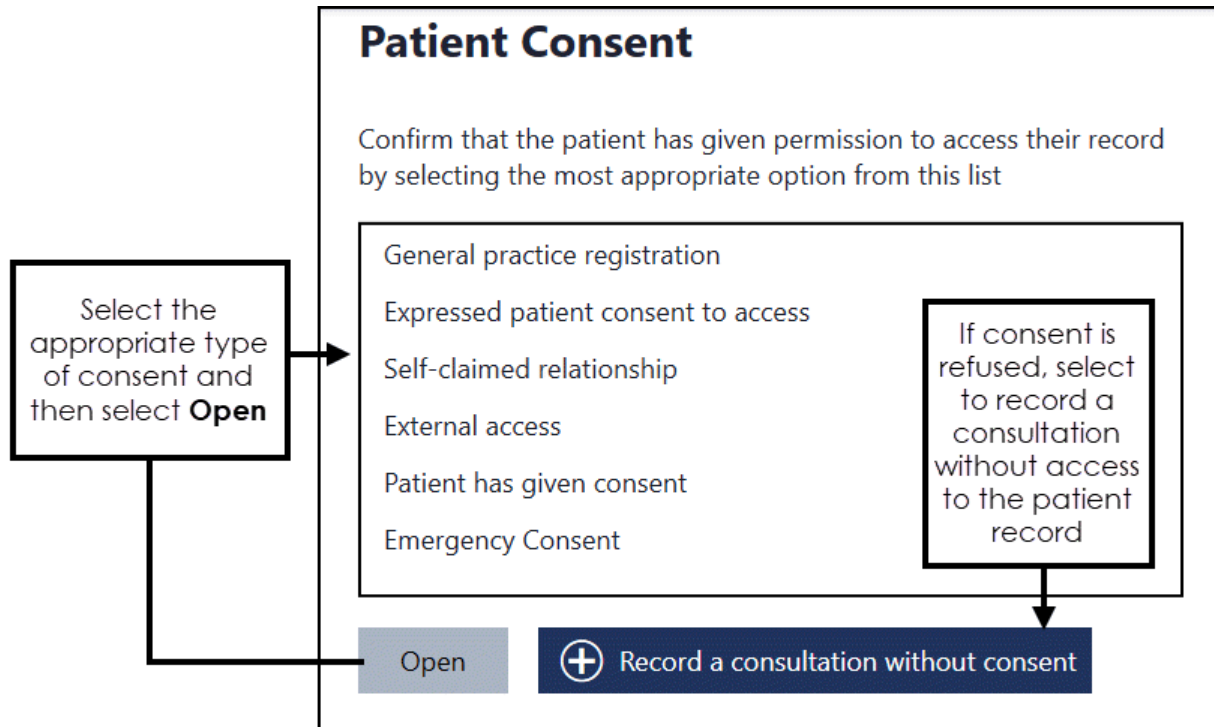 Patient Consent
Confirm that the patient has given permission to access their record
by selecting the most appropriate option from this list
General practice registration
Expressed patient consent to access
Self-claimed relationship
External access
Patient has given consent
Emergency Consent
Select the
appropriate type
of consent and
then select Open
If consent is
refused, select
to record a
consultation
without access
to the patient
record
Open
Record a consultation without consent